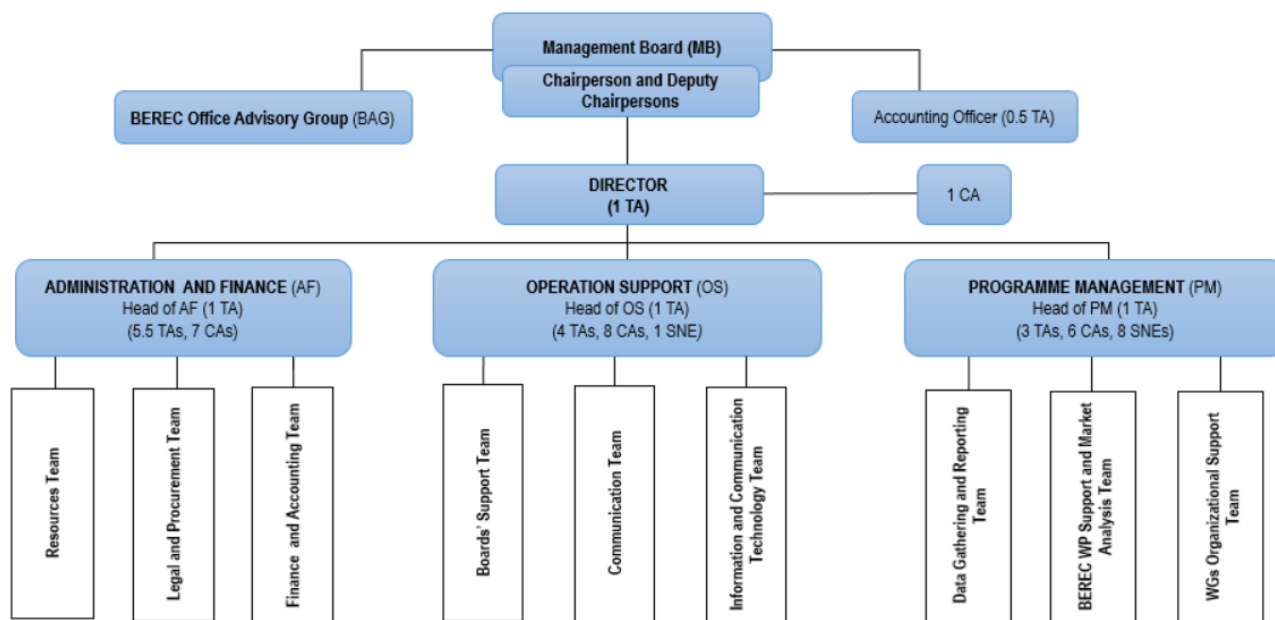 Management Board (MB)
Chairperson and Deputy
Chairpersons
BEREC Office Advisory Group (BAG)
Accounting Officer (0.5 TA)
DIRECTOR
(1 TA)
1 CA
ADMINISTRATION AND FINANCE (AF)
Head of AF (1 TA)
(5.5 TAs, 7 CAs)
OPERATION SUPPORT (OS)
Head of OS (1 TA)
(4 TAs, 8 CAs, 1 SNE)
PROGRAMME MANAGEMENT (PM)
Head of PM (1 TA)
(3 TAs, 6 CAs, 8 SNEs)
Resources Team
Legal and Procurement Team
Finance and Accounting Team
Boards' Support Team
Communication Team
Information and Communication
Technology Team
Data Gathering and Reporting
Team
BEREC WP Support and Market
Analysis Team
WGs Organizational Support
Team